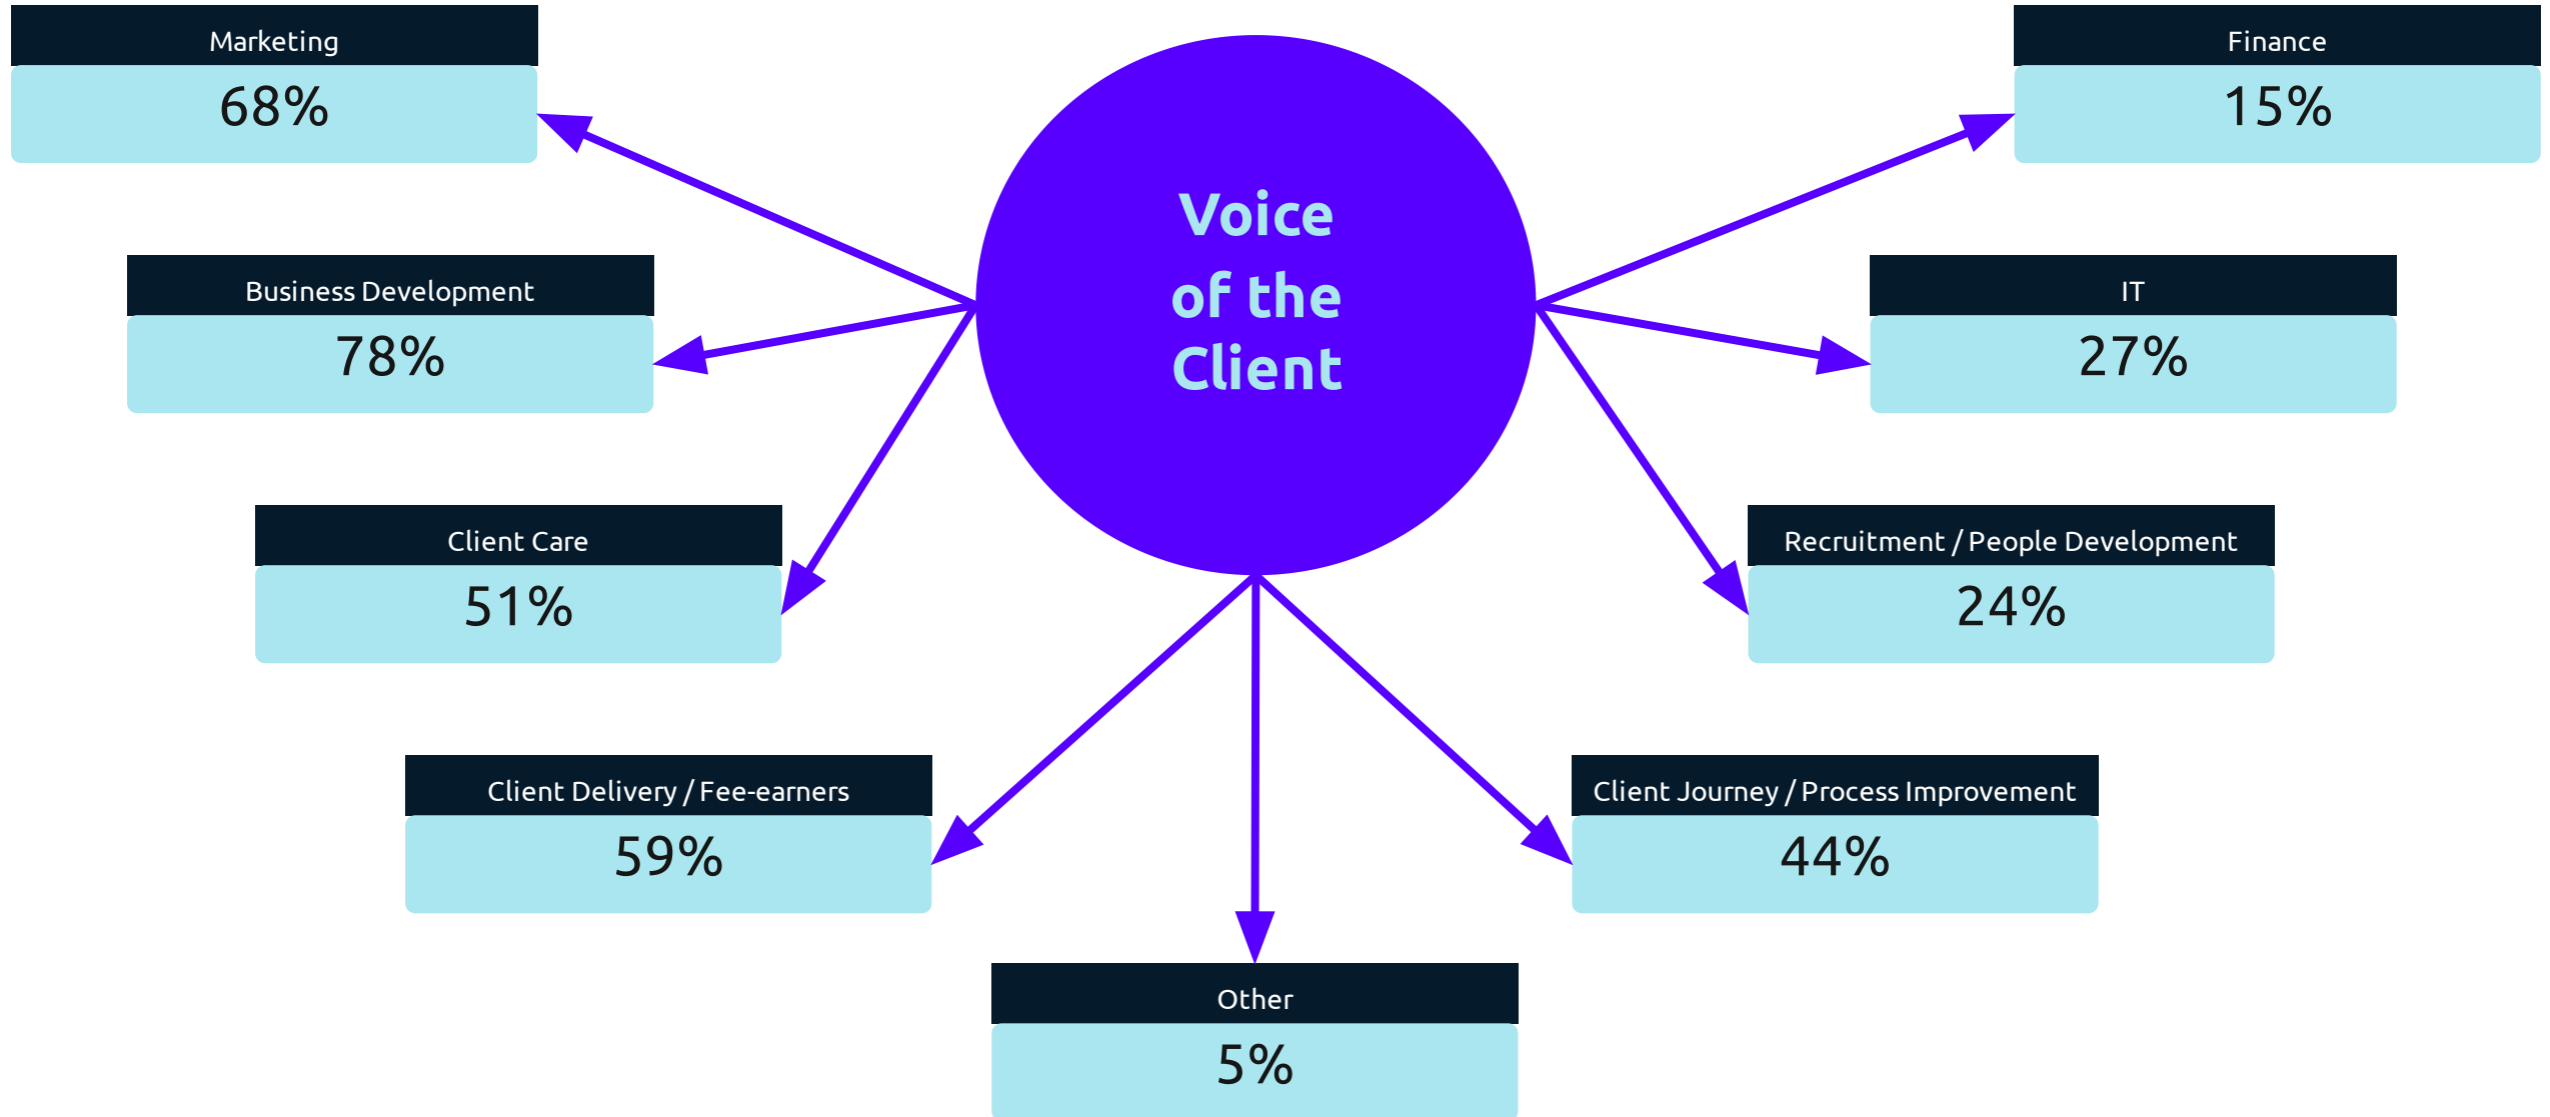 Marketing
68%
Business Development
78%
Client Care
51%
Client Delivery / Fee-earners
59%
Voice
of the
Client
Other
5%
Finance
15%
IT
27%
Recruitment / People Development
24%
Client Journey / Process Improvement
44%